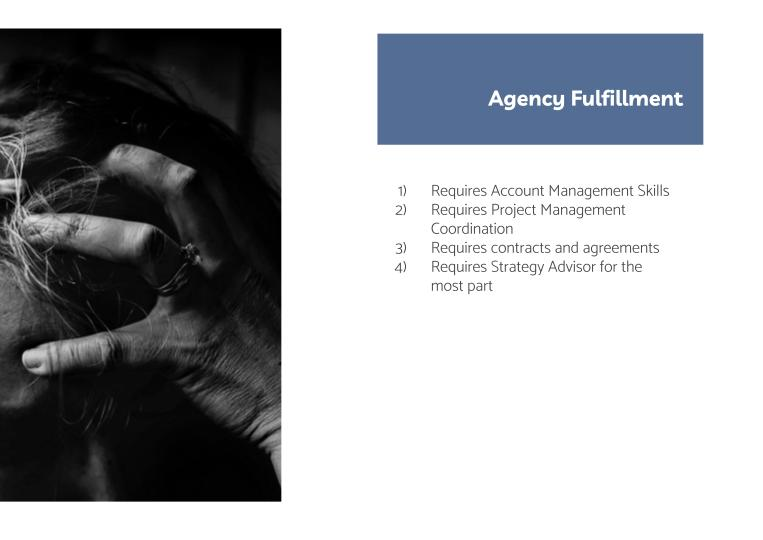 Agency Fulfillment
1) Requires Account Management Skills
2) Requires Project Management
Coordination
3) Requires contracts and agreements
4) Requires Strategy Advisor for the
most part